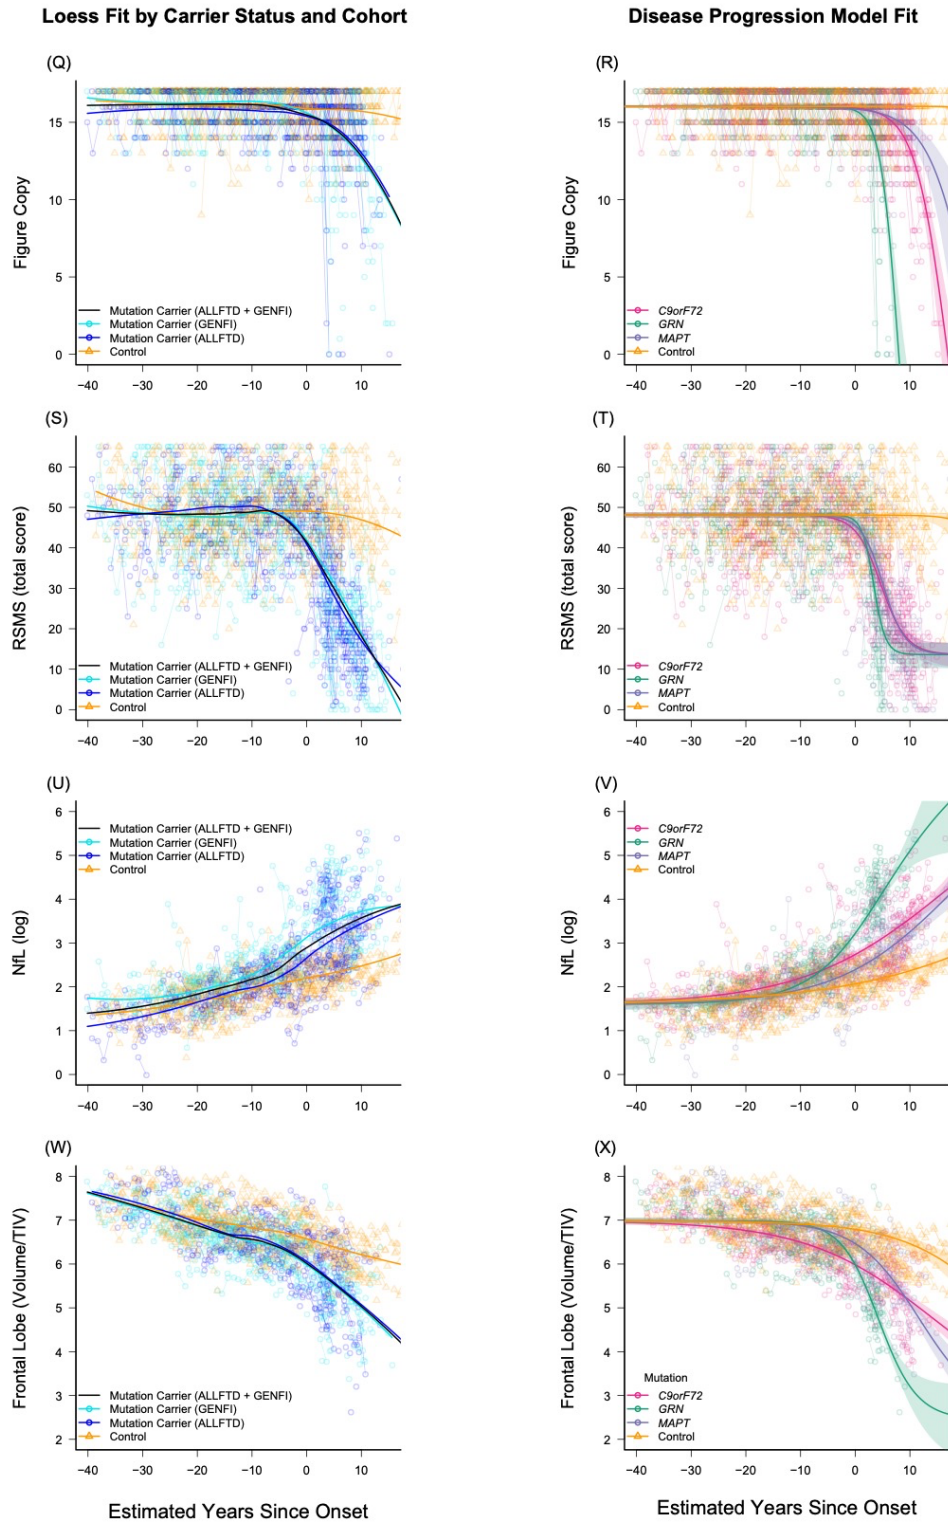 Loess Fit by Carrier Status and Cohort
Disease Progression Model Fit
(Q)
Figure Copy
15
10
5
0
Mutation Carrier (ALLFTD + GENFI)
Mutation Carrier (GENFI)
Mutation Carrier (ALLFTD)
Control
−40 −30 −20 −10 0 10
(R)
Figure Copy
15
10
5
0
C9orF72
GRN
MAPT
Control
−40 −30 −20 −10 0 10
(S)
RSMS (total score)
60
50
40
30
20
10
0
Mutation Carrier (ALLFTD + GENFI)
Mutation Carrier (GENFI)
Mutation Carrier (ALLFTD)
Control
−40 −30 −20 −10 0 10
(T)
RSMS (total score)
60
50
40
30
20
10
0
C9orF72
GRN
MAPT
Control
−40 −30 −20 −10 0 10
(U)
NfL (log)
6
5
4
3
2
1
0
Mutation Carrier (ALLFTD + GENFI)
Mutation Carrier (GENFI)
Mutation Carrier (ALLFTD)
Control
−40 −30 −20 −10 0 10
(V)
NfL (log)
6
5
4
3
2
1
0
C9orF72
GRN
MAPT
Control
−40 −30 −20 −10 0 10
(W)
Frontal Lobe (Volume/TIV)
8
7
6
5
4
3
2
Mutation Carrier (ALLFTD + GENFI)
Mutation Carrier (GENFI)
Mutation Carrier (ALLFTD)
Control
−40 −30 −20 −10 0 10
Estimated Years Since Onset
(X)
Frontal Lobe (Volume/TIV)
8
7
6
5
4
3
2
Mutation
C9orF72
GRN
MAPT
Control
−40 −30 −20 −10 0 10
Estimated Years Since Onset